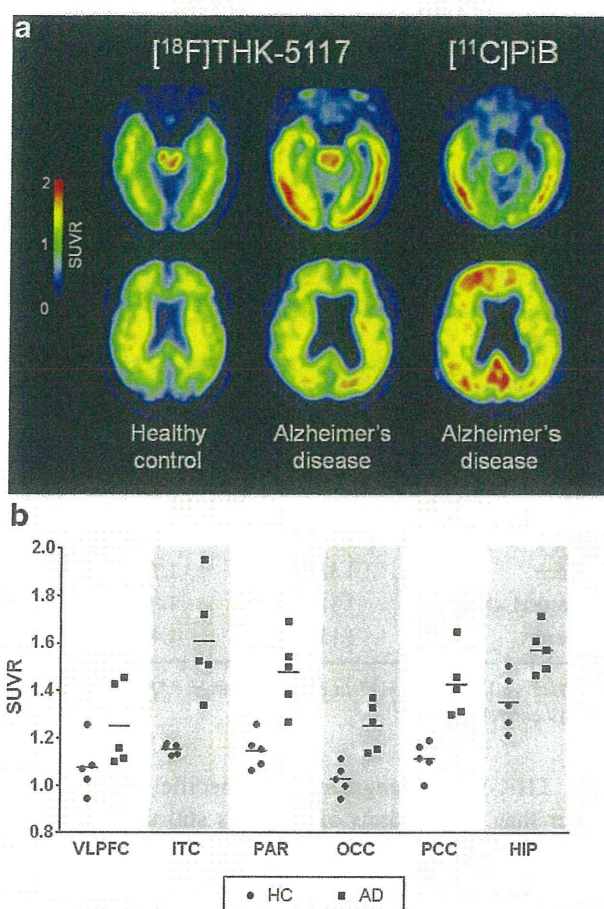 a
[¹⁸F]THK-5117 [¹¹C]PiB
2
1
0
SUVR
Healthy control
Alzheimer's disease
Alzheimer's disease
b
2.0
1.8
1.6
1.4
1.2
1.0
0.8
SUVR
VLPFC ITC PAR OCC PCC HIP
● HC ■ AD